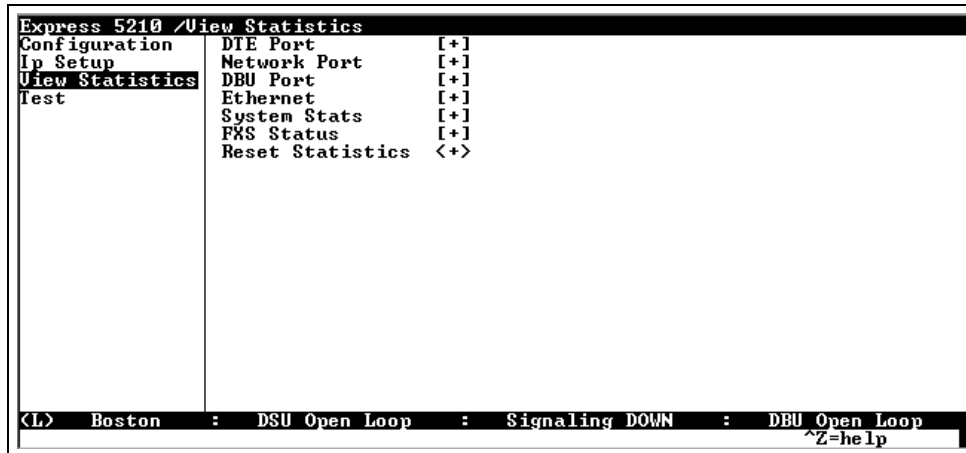 Express 5210 /View Statistics
Configuration DTE Port [+]
Ip Setup Network Port [+]
View Statistics DBU Port [+]
Test Ethernet [+]
System Stats [+]
FXS Status [+]
Reset Statistics <+>
<L> Boston : DSU Open Loop : Signaling DOWN : DBU Open Loop
^Z=help